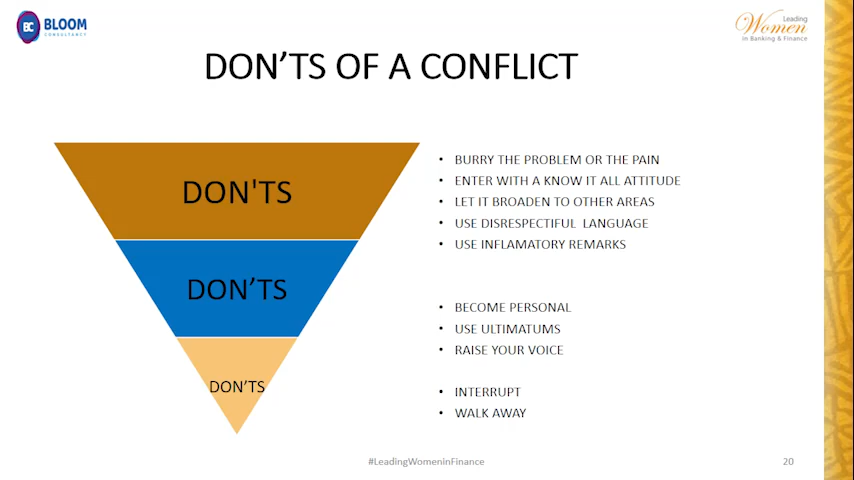 BC
BLOOM
CONSULTANCY
Leading
Women
in Banking & Finance
DON'TS OF A CONFLICT
DON'TS
• BURRY THE PROBLEM OR THE PAIN
• ENTER WITH A KNOW IT ALL ATTITUDE
• LET IT BROADEN TO OTHER AREAS
• USE DISRESPECTIFUL LANGUAGE
• USE INFLAMATORY REMARKS
DON'TS
• BECOME PERSONAL
• USE ULTIMATUMS
• RAISE YOUR VOICE
DON'TS
• INTERRUPT
• WALK AWAY
#LeadingWomeninFinance
20